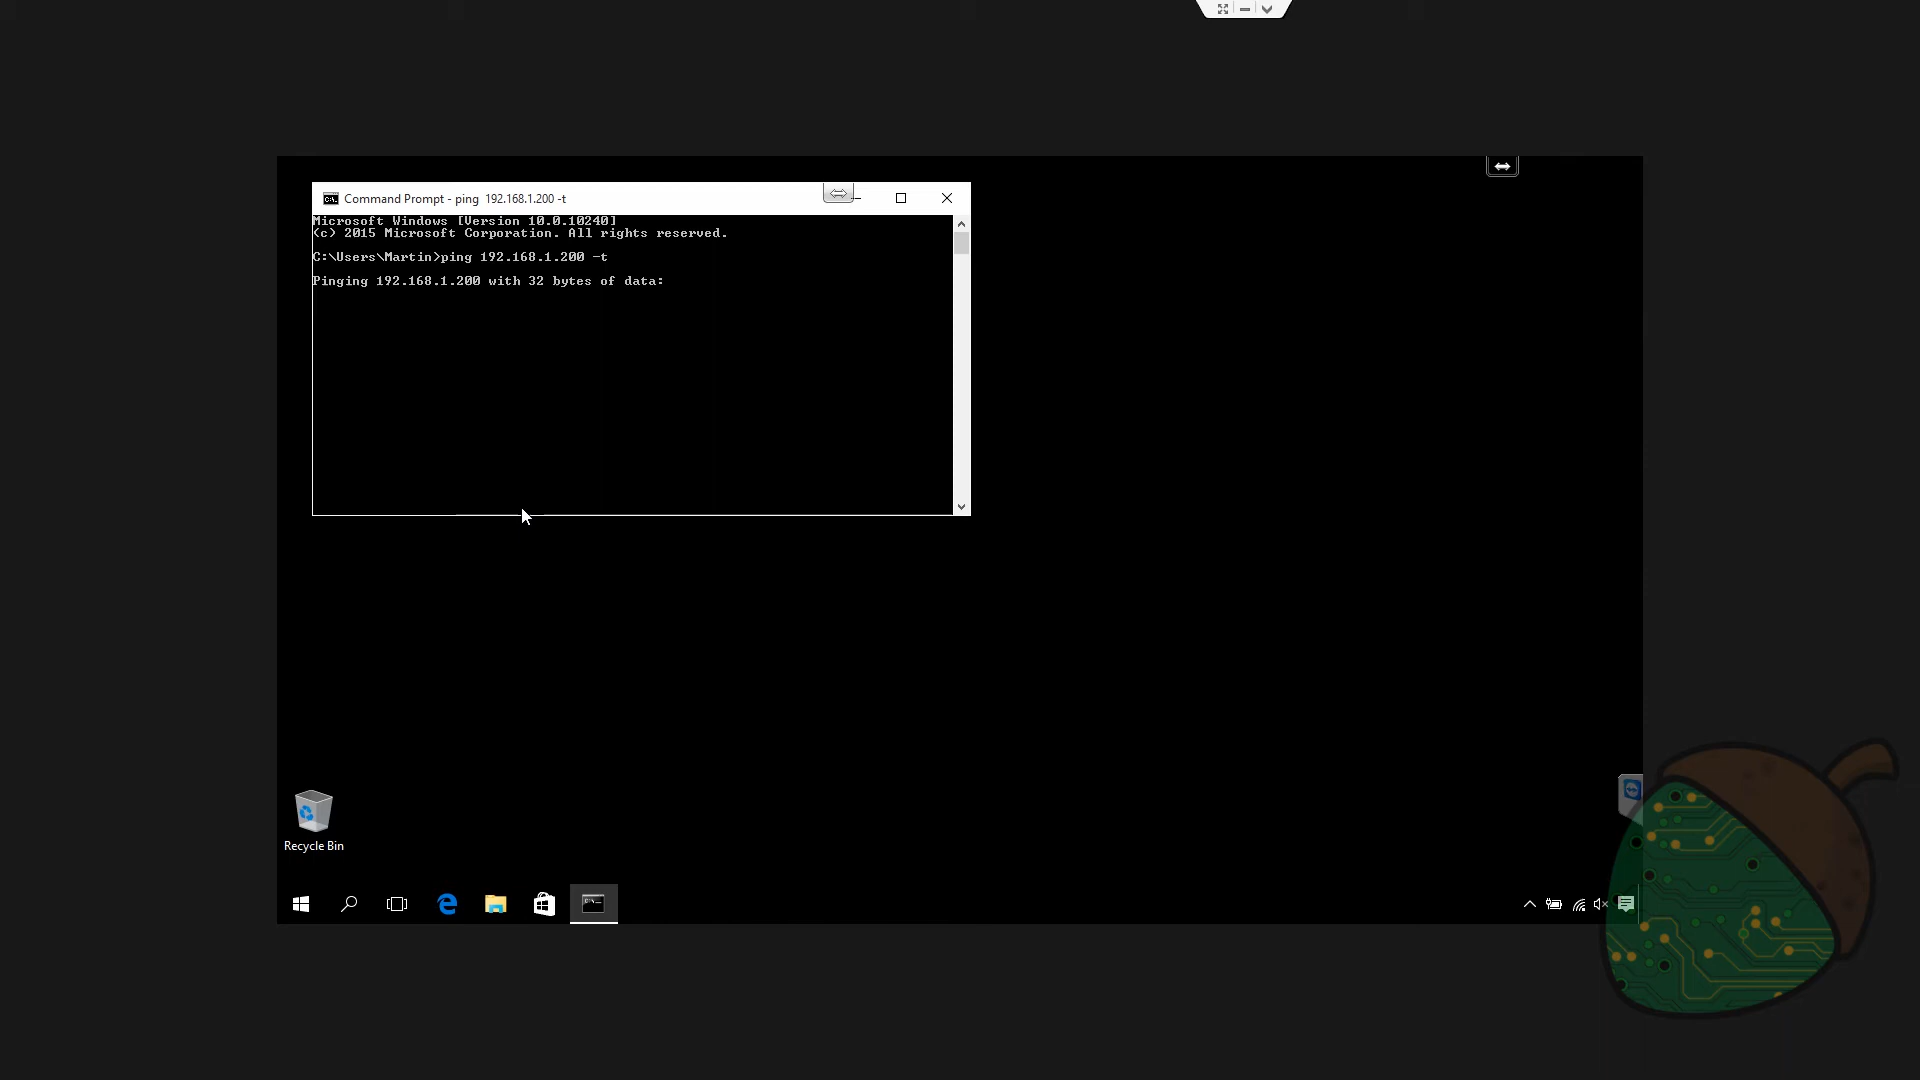 Command Prompt - ping  192.168.1.200 -t
Microsoft Windows [Version 10.0.10240]
(c) 2015 Microsoft Corporation. All rights reserved.
C:\Users\Martin>ping 192.168.1.200 -t
Pinging 192.168.1.200 with 32 bytes of data:
Recycle Bin